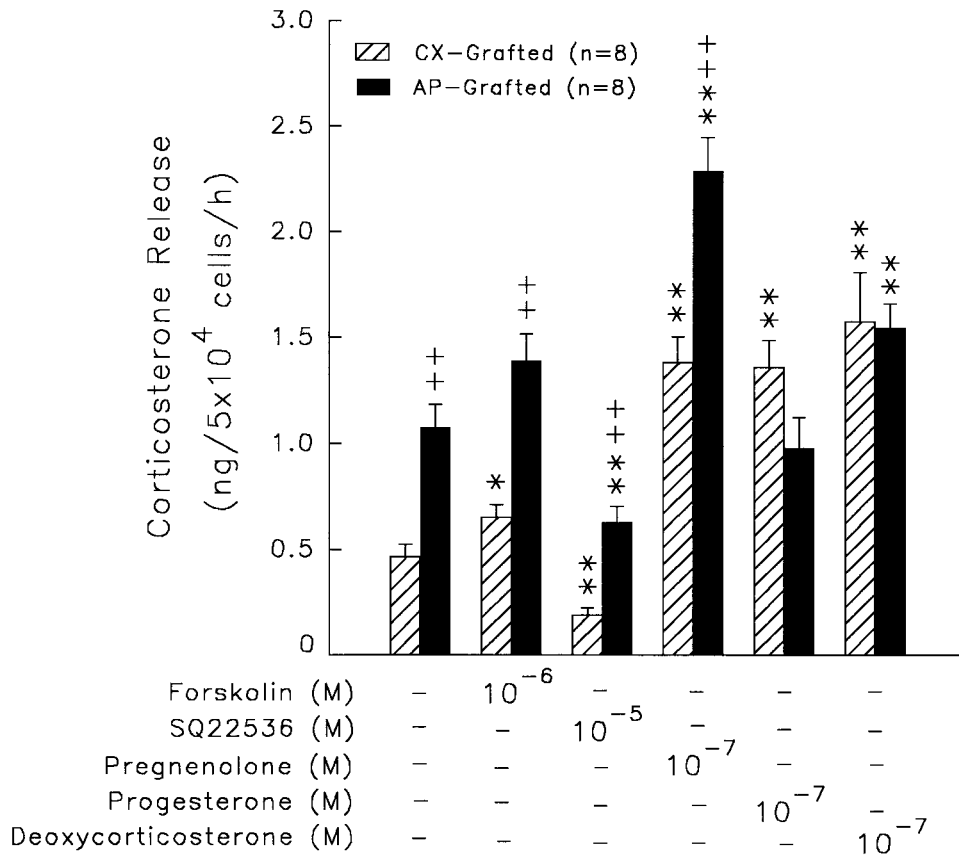 3.0
2.5
2.0
1.5
1.0
0.5
0
Corticosterone Release
(ng/5x10⁴ cells/h)
CX-Grafted (n=8)
AP-Grafted (n=8)
++
*
++
**
++**
**
++**
**
**
**
Forskolin (M) – 10⁻⁶ – – – –
SQ22536 (M) – – 10⁻⁵ – – –
Pregnenolone (M) – – – 10⁻⁷ – –
Progesterone (M) – – – – 10⁻⁷ –
Deoxycorticosterone (M) – – – – – 10⁻⁷